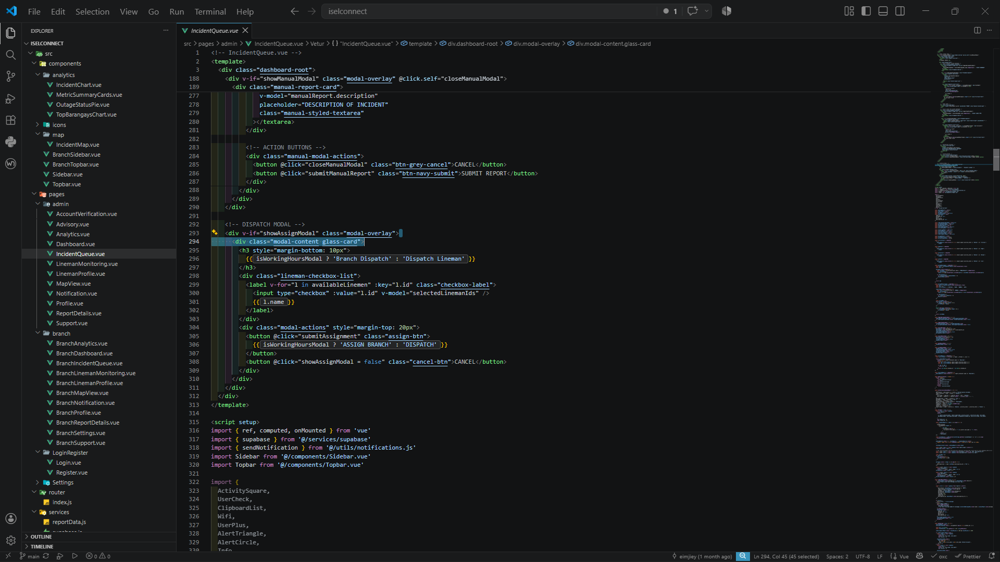 File Edit Selection View Go Run Terminal Help
iselconnect
1
EXPLORER
ISELCONNECT
src
components
analytics
IncidentChart.vue
MetricSummaryCards.vue
OutageStatusPie.vue
TopBarangaysChart.vue
icons
map
IncidentMap.vue
BranchSidebar.vue
BranchTopbar.vue
Sidebar.vue
Topbar.vue
pages
admin
AccountVerification.vue
Advisory.vue
Analytics.vue
Dashboard.vue
IncidentQueue.vue
LinemanMonitoring.vue
LinemanProfile.vue
MapView.vue
Notification.vue
Profile.vue
ReportDetails.vue
Support.vue
branch
BranchAnalytics.vue
BranchDashboard.vue
BranchIncidentQueue.vue
BranchLinemanMonitoring.vue
BranchLinemanProfile.vue
BranchMapView.vue
BranchNotification.vue
BranchProfile.vue
BranchReportDetails.vue
BranchSettings.vue
BranchSupport.vue
LoginRegister
Login.vue
Register.vue
Settings
router
index.js
services
reportData.js
OUTLINE
TIMELINE
IncidentQueue.vue
src > pages > admin > IncidentQueue.vue > Vetur > {} "IncidentQueue.vue" > template > div.dashboard-root > div.modal-overlay > div.modal-content.glass-card
1 <!-- IncidentQueue.vue -->
2 <template>
3 <div class="dashboard-root">
188 <div v-if="showManualModal" class="modal-overlay" @click.self="closeManualModal">
189 <div class="manual-report-card">
277 v-model="manualReport.description"
278 placeholder="DESCRIPTION OF INCIDENT"
279 class="manual-styled-textarea"
280 ></textarea>
281 </div>
282
283 <!-- ACTION BUTTONS -->
284 <div class="manual-modal-actions">
285 <button @click="closeManualModal" class="btn-grey-cancel">CANCEL</button>
286 <button @click="submitManualReport" class="btn-navy-submit">SUBMIT REPORT</button>
287 </div>
288 </div>
289 </div>
290 </div>
291
292 <!-- DISPATCH MODAL -->
293 <div v-if="showAssignModal" class="modal-overlay">
294 <div class="modal-content glass-card">
295 <h3 style="margin-bottom: 10px">
296 {{ isWorkingHoursModal ? 'Branch Dispatch' : 'Dispatch Lineman' }}
297 </h3>
298 <div class="lineman-checkbox-list">
299 <label v-for="l in availableLinemen" :key="l.id" class="checkbox-label">
300 <input type="checkbox" :value="l.id" v-model="selectedLinemanIds" />
301 {{ l.name }}
302 </label>
303 </div>
304 <div class="modal-actions" style="margin-top: 20px">
305 <button @click="submitAssignment" class="assign-btn">
306 {{ isWorkingHoursModal ? 'ASSIGN BRANCH' : 'DISPATCH' }}
307 </button>
308 <button @click="showAssignModal = false" class="cancel-btn">CANCEL</button>
309 </div>
310 </div>
311 </div>
312 </div>
313 </template>
314
315 <script setup>
316 import { ref, computed, onMounted } from 'vue'
317 import { supabase } from '@/services/supabase'
318 import { sendNotification } from '@/utils/notifications.js'
319 import Sidebar from '@/components/Sidebar.vue'
320 import Topbar from '@/components/Topbar.vue'
321
322 import {
323 ActivitySquare,
324 UserCheck,
325 ClipboardList,
326 Wifi,
327 UserPlus,
328 AlertTriangle,
329 AlertCircle,
330 Info
main 0 0 eimjiey (1 month ago) Ln 294, Col 45 (45 selected) Spaces: 2 UTF-8 LF {} Vue oxc Prettier